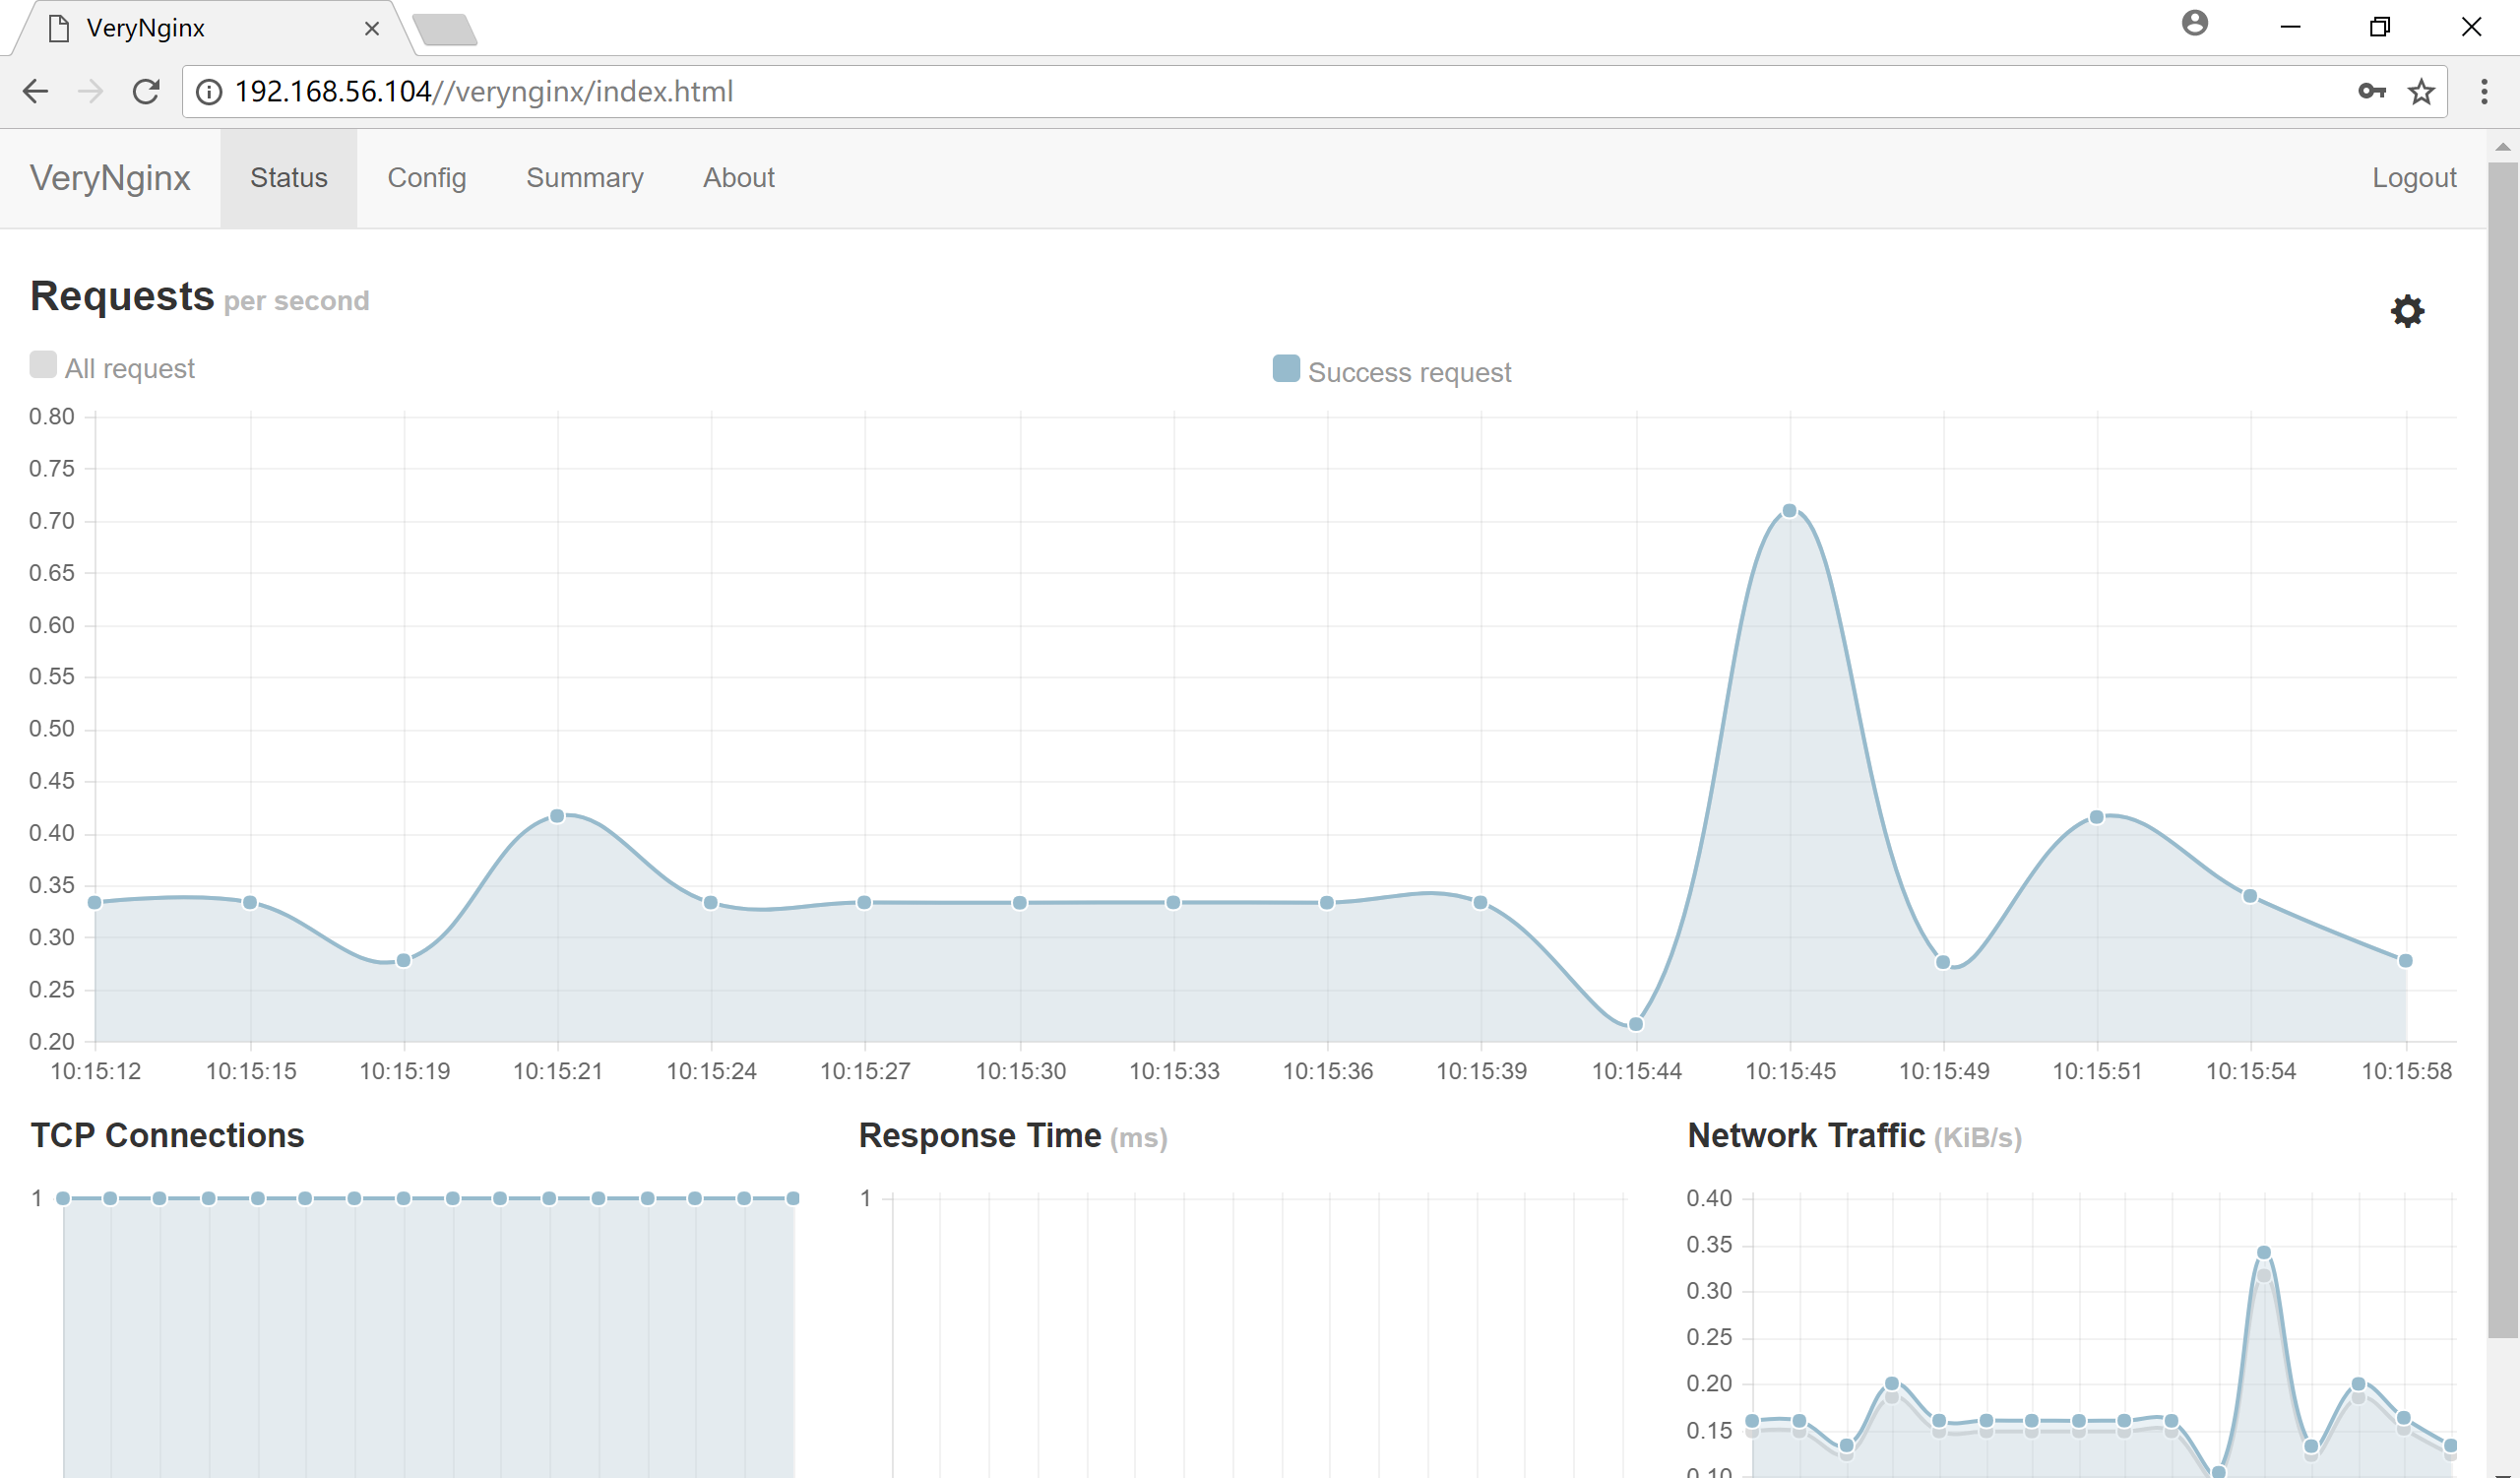 VeryNginx
192.168.56.104//verynginx/index.html
VeryNginx Status Config Summary About Logout
Requests per second
All request Success request
0.80
0.75
0.70
0.65
0.60
0.55
0.50
0.45
0.40
0.35
0.30
0.25
0.20
10:15:12 10:15:15 10:15:19 10:15:21 10:15:24 10:15:27 10:15:30 10:15:33 10:15:36 10:15:39 10:15:44 10:15:45 10:15:49 10:15:51 10:15:54 10:15:58
TCP Connections
1
Response Time (ms)
1
Network Traffic (KiB/s)
0.40
0.35
0.30
0.25
0.20
0.15
0.10